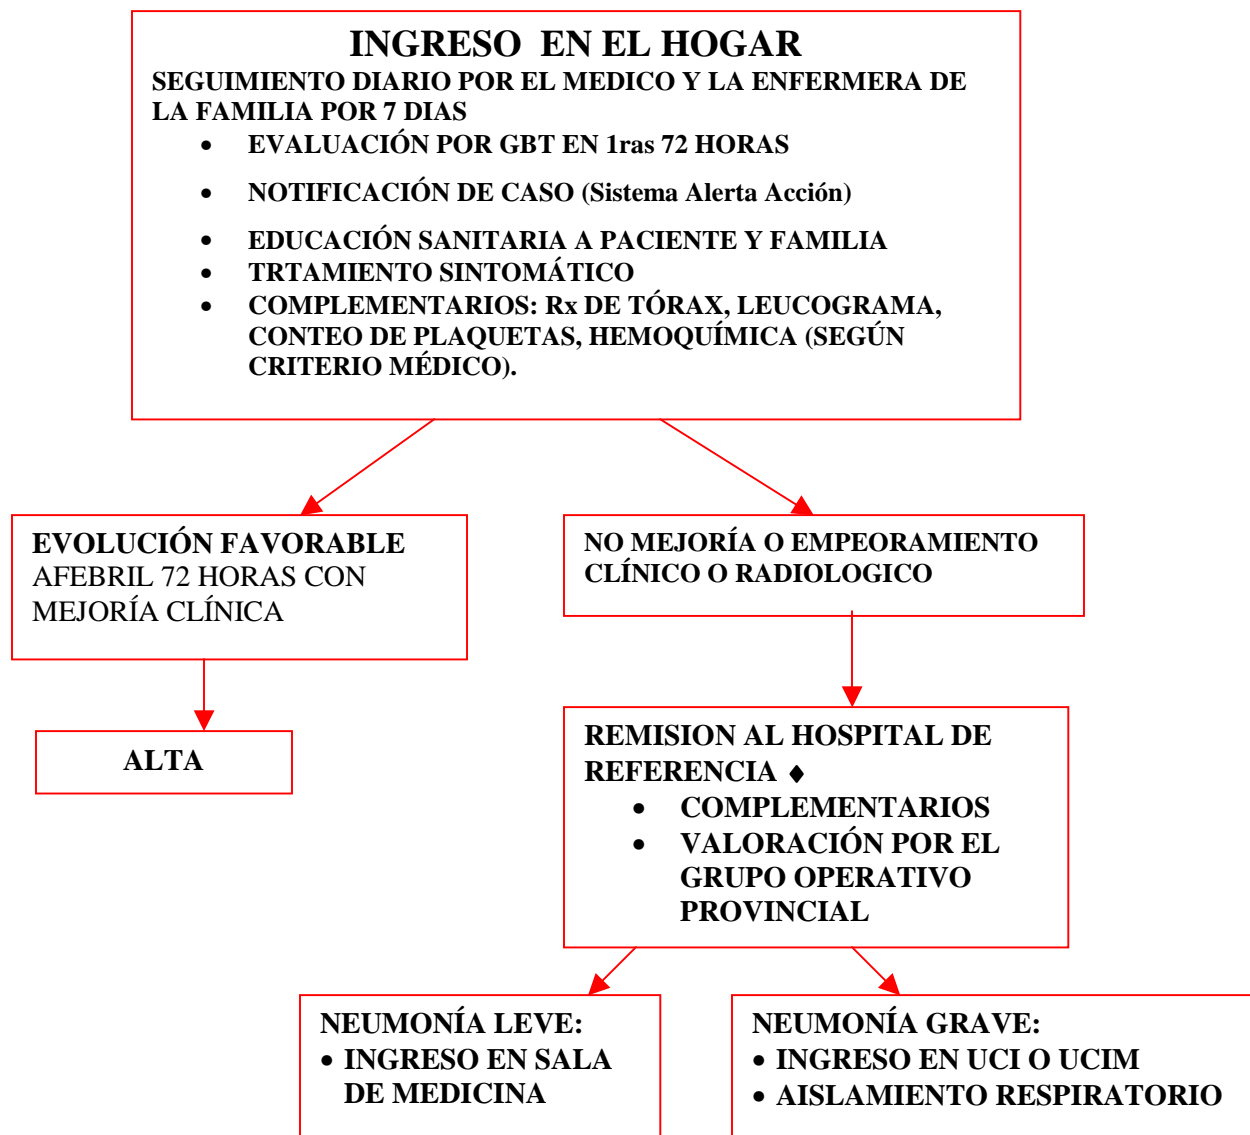 INGRESO EN EL HOGAR
SEGUIMIENTO DIARIO POR EL MEDICO Y LA ENFERMERA DE
LA FAMILIA POR 7 DIAS
• EVALUACIÓN POR GBT EN 1ras 72 HORAS
• NOTIFICACIÓN DE CASO (Sistema Alerta Acción)
• EDUCACIÓN SANITARIA A PACIENTE Y FAMILIA
• TRTAMIENTO SINTOMÁTICO
• COMPLEMENTARIOS: Rx DE TÓRAX, LEUCOGRAMA,
CONTEO DE PLAQUETAS, HEMOQUÍMICA (SEGÚN
CRITERIO MÉDICO).
EVOLUCIÓN FAVORABLE
AFEBRIL 72 HORAS CON
MEJORÍA CLÍNICA
NO MEJORÍA O EMPEORAMIENTO
CLÍNICO O RADIOLOGICO
ALTA
REMISION AL HOSPITAL DE
REFERENCIA ♦
• COMPLEMENTARIOS
• VALORACIÓN POR EL
GRUPO OPERATIVO
PROVINCIAL
NEUMONÍA LEVE:
• INGRESO EN SALA
DE MEDICINA
NEUMONÍA GRAVE:
• INGRESO EN UCI O UCIM
• AISLAMIENTO RESPIRATORIO